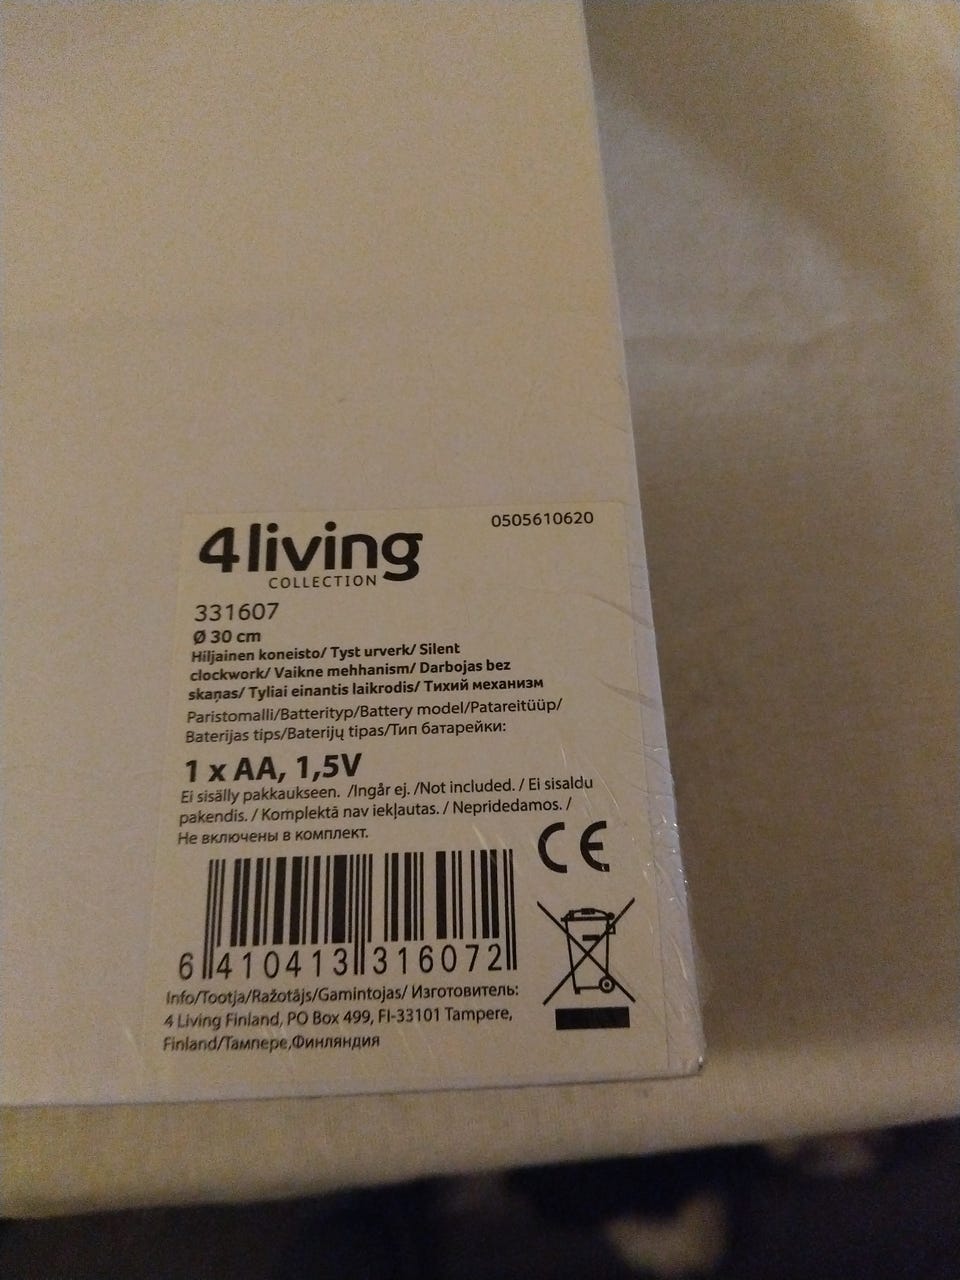 4living
COLLECTION
0505610620
331607
Ø 30 cm
Hiljainen koneisto/ Tyst urverk/ Silent
clockwork/ Vaikne mehhanism/ Darbojas bez
skaņas/ Tyliai einantis laikrodis/ Тихий механизм
Paristomalli/Batterityp/Battery model/Patareitüüp/
Baterijas tips/Baterijų tipas/Тип батарейки:
1 x AA, 1,5V
Ei sisälly pakkaukseen. /Ingår ej. /Not included. / Ei sisaldu
pakendis. / Komplektā nav iekļautas. / Nepridedamos. /
Не включены в комплект.
CE
6 410413 316072
Info/Tootja/Ražotājs/Gamintojas/ Изготовитель:
4 Living Finland, PO Box 499, FI-33101 Tampere,
Finland/Тампере,Финляндия